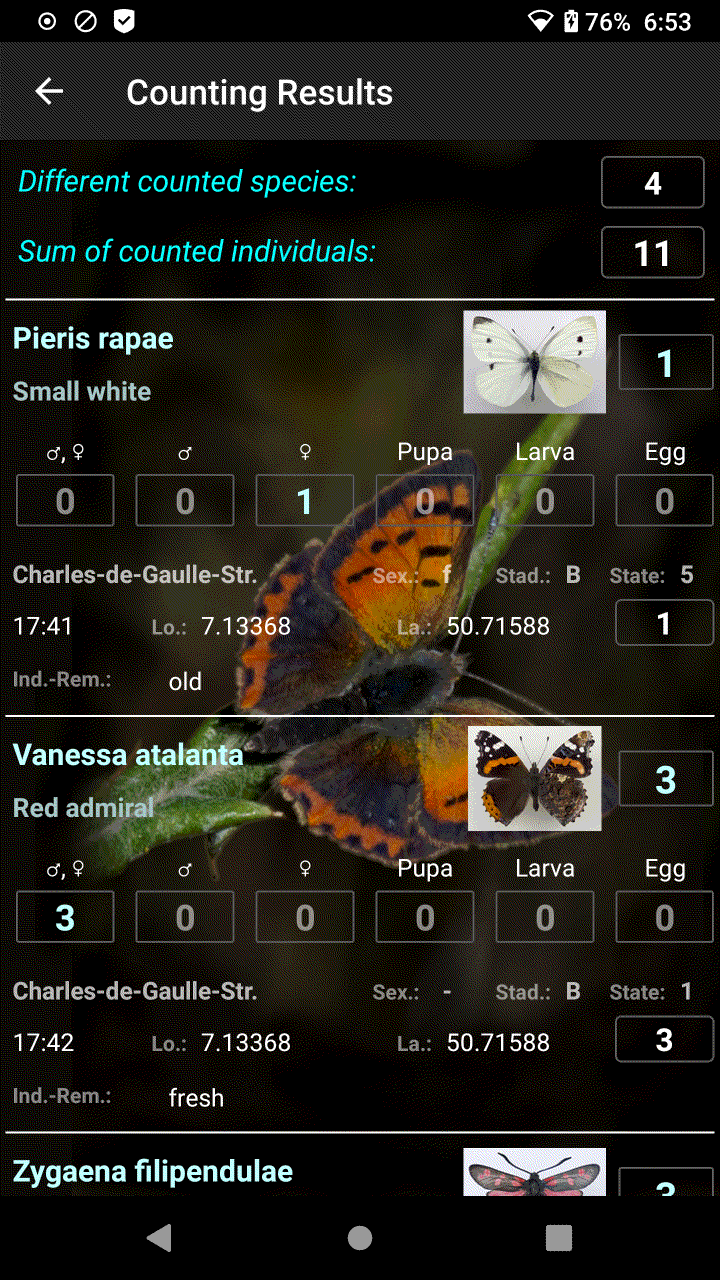 76% 6:53
Counting Results
Different counted species: 4
Sum of counted individuals: 11
Pieris rapae 1
Small white
♂, ♀ ♂ ♀ Pupa Larva Egg
0 0 1 0 0 0
Charles-de-Gaulle-Str. Sex.: f Stad.: B State: 5
17:41 Lo.: 7.13368 La.: 50.71588 1
Ind.-Rem.: old
Vanessa atalanta 3
Red admiral
♂, ♀ ♂ ♀ Pupa Larva Egg
3 0 0 0 0 0
Charles-de-Gaulle-Str. Sex.: - Stad.: B State: 1
17:42 Lo.: 7.13368 La.: 50.71588 3
Ind.-Rem.: fresh
Zygaena filipendulae